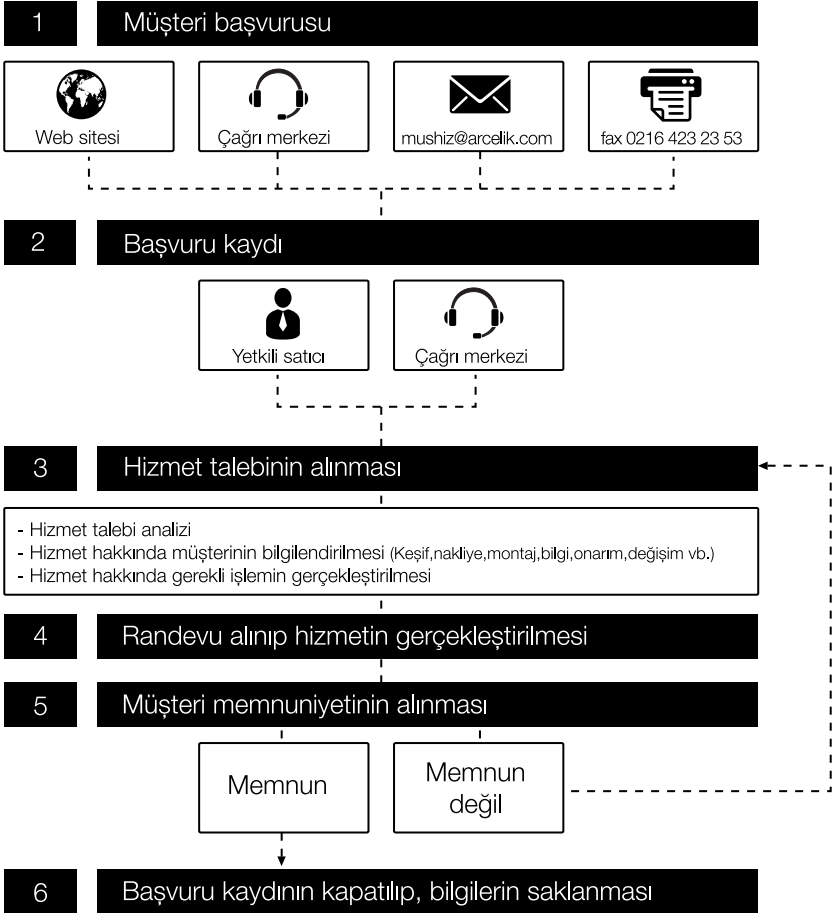 1 Müşteri başvurusu
Web sitesi
Çağrı merkezi
mushiz@arcelik.com
fax 0216 423 23 53
2 Başvuru kaydı
Yetkili satıcı
Çağrı merkezi
3 Hizmet talebinin alınması
- Hizmet talebi analizi
- Hizmet hakkında müşterinin bilgilendirilmesi (Keşif,nakliye,montaj,bilgi,onarım,değişim vb.)
- Hizmet hakkında gerekli işlemin gerçekleştirilmesi
4 Randevu alınıp hizmetin gerçekleştirilmesi
5 Müşteri memnuniyetinin alınması
Memnun
Memnun
değil
6 Başvuru kaydının kapatılıp, bilgilerin saklanması